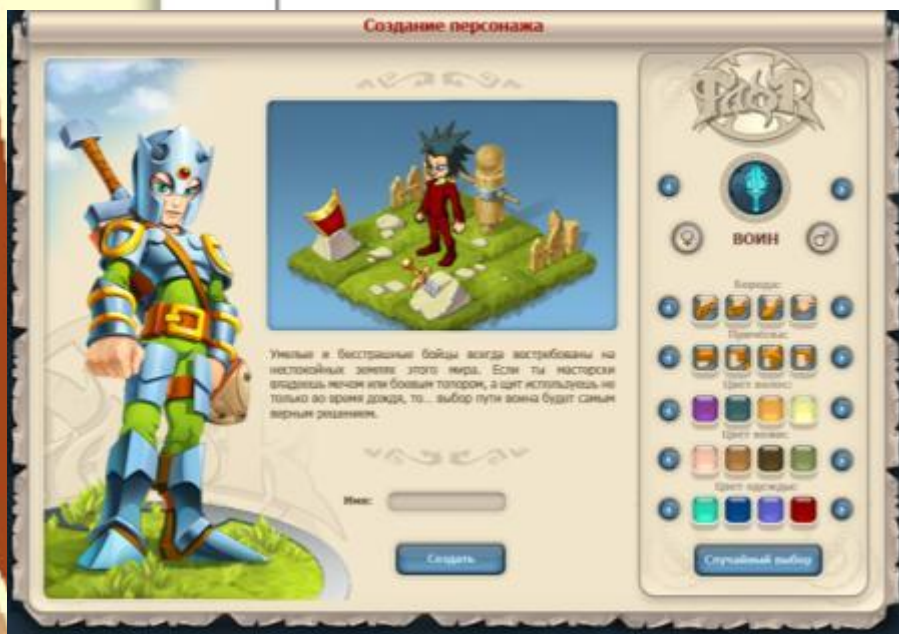 Создание персонажа
ВОИН
Борода:
Причёска:
Умелые и бесстрашные бойцы всегда востребованы на
неспокойных землях этого мира. Если ты мастерски
владеешь мечом или боевым топором, а щит используешь не
только во время дождя, то... выбор пути воина будет самым
верным решением.
Цвет волос:
Цвет кожи:
Цвет одежды:
Имя:
Создать
Случайный выбор